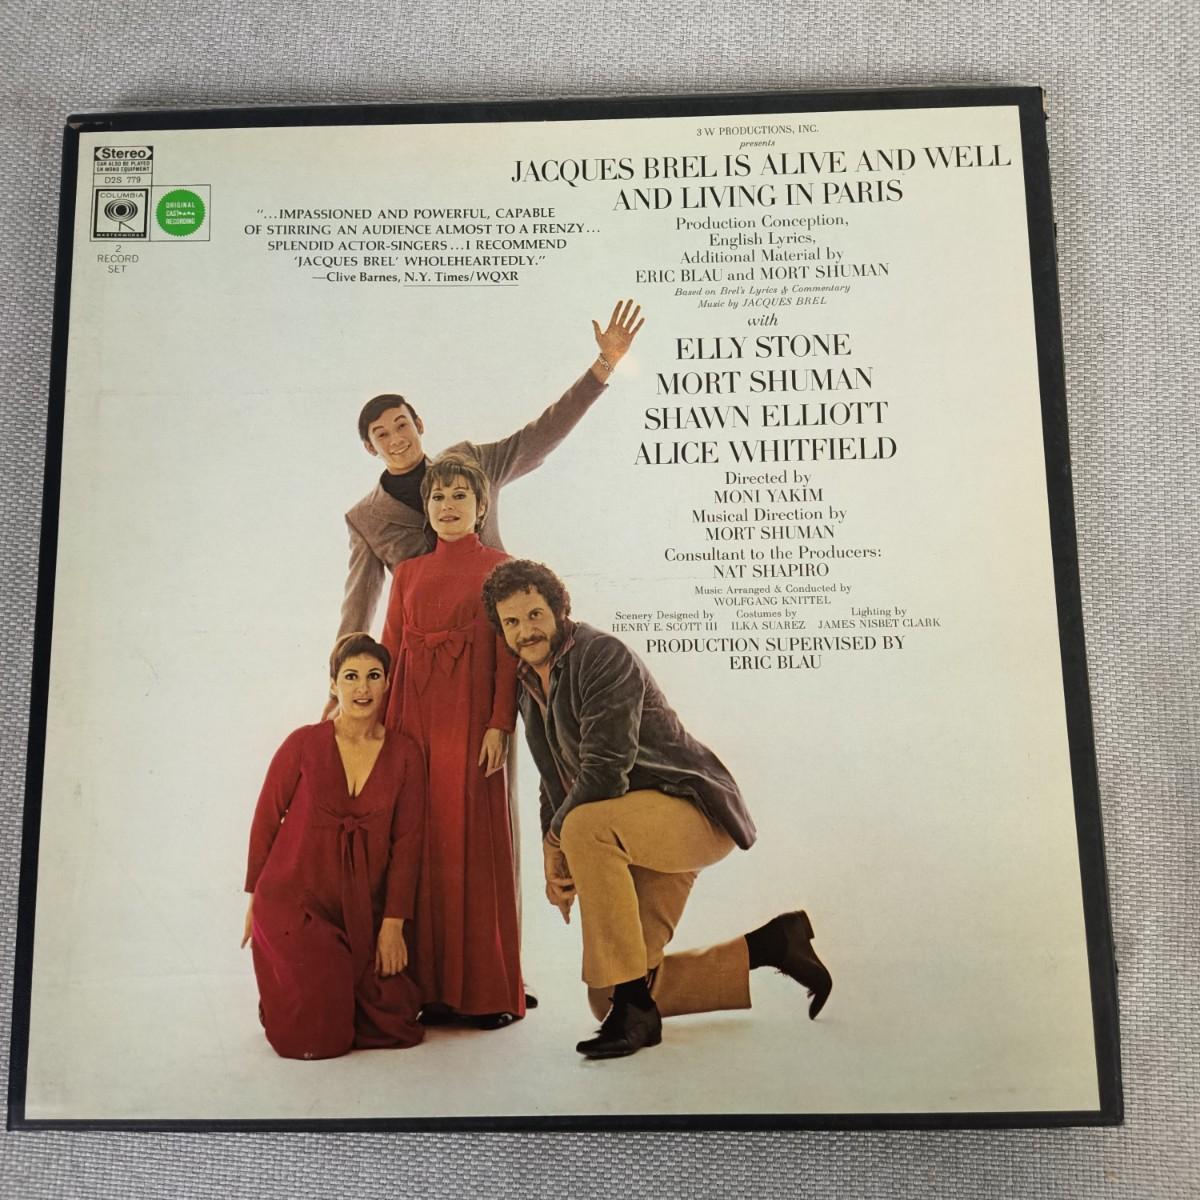 Stereo
CAN ALSO BE PLAYED
ON MONO EQUIPMENT
D2S 779
COLUMBIA
MASTERWORKS
ORIGINAL
CAST
RECORDING
2
RECORD
SET
"...IMPASSIONED AND POWERFUL, CAPABLE
OF STIRRING AN AUDIENCE ALMOST TO A FRENZY...
SPLENDID ACTOR-SINGERS...I RECOMMEND
'JACQUES BREL' WHOLEHEARTEDLY."
—Clive Barnes, N.Y. Times/WQXR
3 W PRODUCTIONS, INC.
presents
JACQUES BREL IS ALIVE AND WELL
AND LIVING IN PARIS
Production Conception,
English Lyrics,
Additional Material by
ERIC BLAU and MORT SHUMAN
Based on Brel's Lyrics & Commentary
Music by JACQUES BREL
with
ELLY STONE
MORT SHUMAN
SHAWN ELLIOTT
ALICE WHITFIELD
Directed by
MONI YAKIM
Musical Direction by
MORT SHUMAN
Consultant to the Producers:
NAT SHAPIRO
Music Arranged & Conducted by
WOLFGANG KNITTEL
Scenery Designed by Costumes by Lighting by
HENRY E. SCOTT III ILKA SUAREZ JAMES NISBET CLARK
PRODUCTION SUPERVISED BY
ERIC BLAU